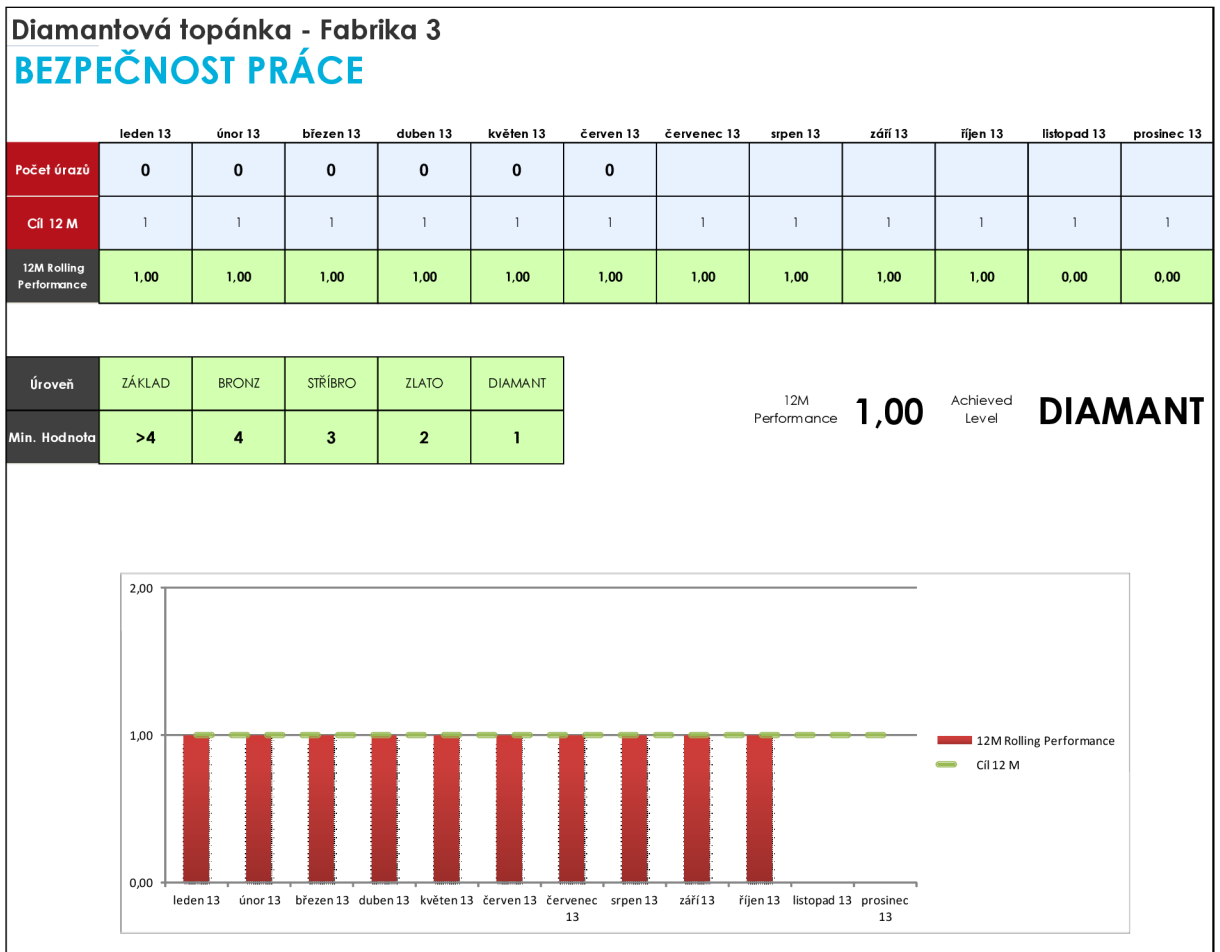 Diamantová topánka - Fabrika 3
BEZPEČNOST PRÁCE
leden 13 únor 13 březen 13 duben 13 květen 13 červen 13 červenec 13 srpen 13 září 13 říjen 13 listopad 13 prosinec 13
Počet úrazů 0 0 0 0 0 0
Cíl 12 M 1 1 1 1 1 1 1 1 1 1 1 1
12M Rolling
Performance 1,00 1,00 1,00 1,00 1,00 1,00 1,00 1,00 1,00 1,00 0,00 0,00
Úroveň ZÁKLAD BRONZ STŘÍBRO ZLATO DIAMANT
Min. Hodnota >4 4 3 2 1
12M
Performance 1,00
Achieved
Level DIAMANT
2,00
1,00
0,00
leden 13 únor 13 březen 13 duben 13 květen 13 červen 13 červenec
13 srpen 13 září 13 říjen 13 listopad 13 prosinec
13
12M Rolling Performance
Cíl 12 M